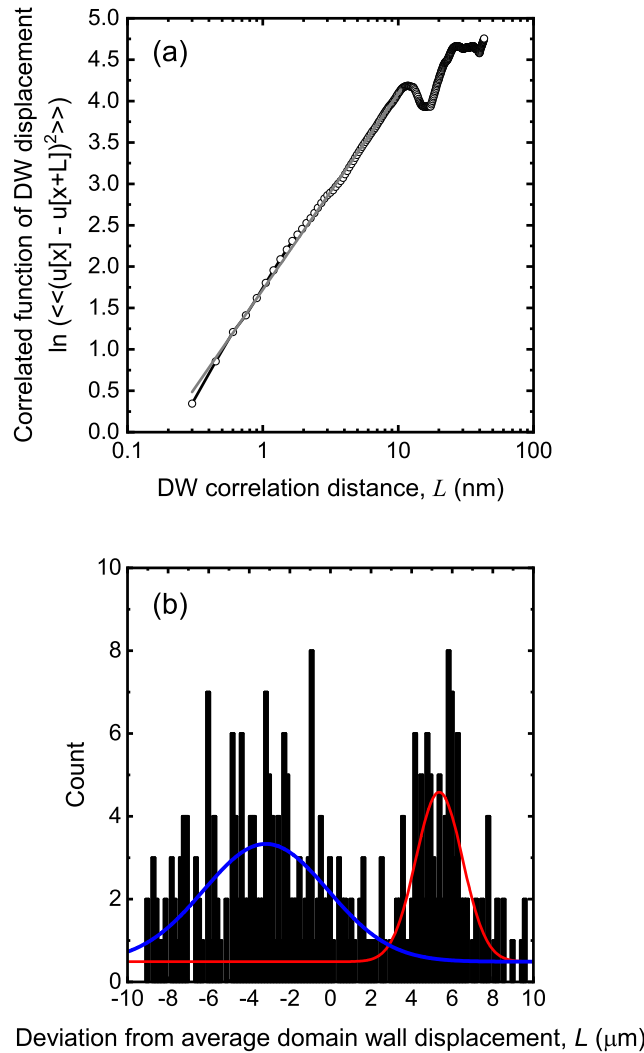 (a)
Correlated function of DW displacement
ln (<<(u[x] - u[x+L])²>>)
5.0
4.5
4.0
3.5
3.0
2.5
2.0
1.5
1.0
0.5
0.0
0.1 1 10 100
DW correlation distance, L (nm)
(b)
Count
10
8
6
4
2
0
-10 -8 -6 -4 -2 0 2 4 6 8 10
Deviation from average domain wall displacement, L (μm)